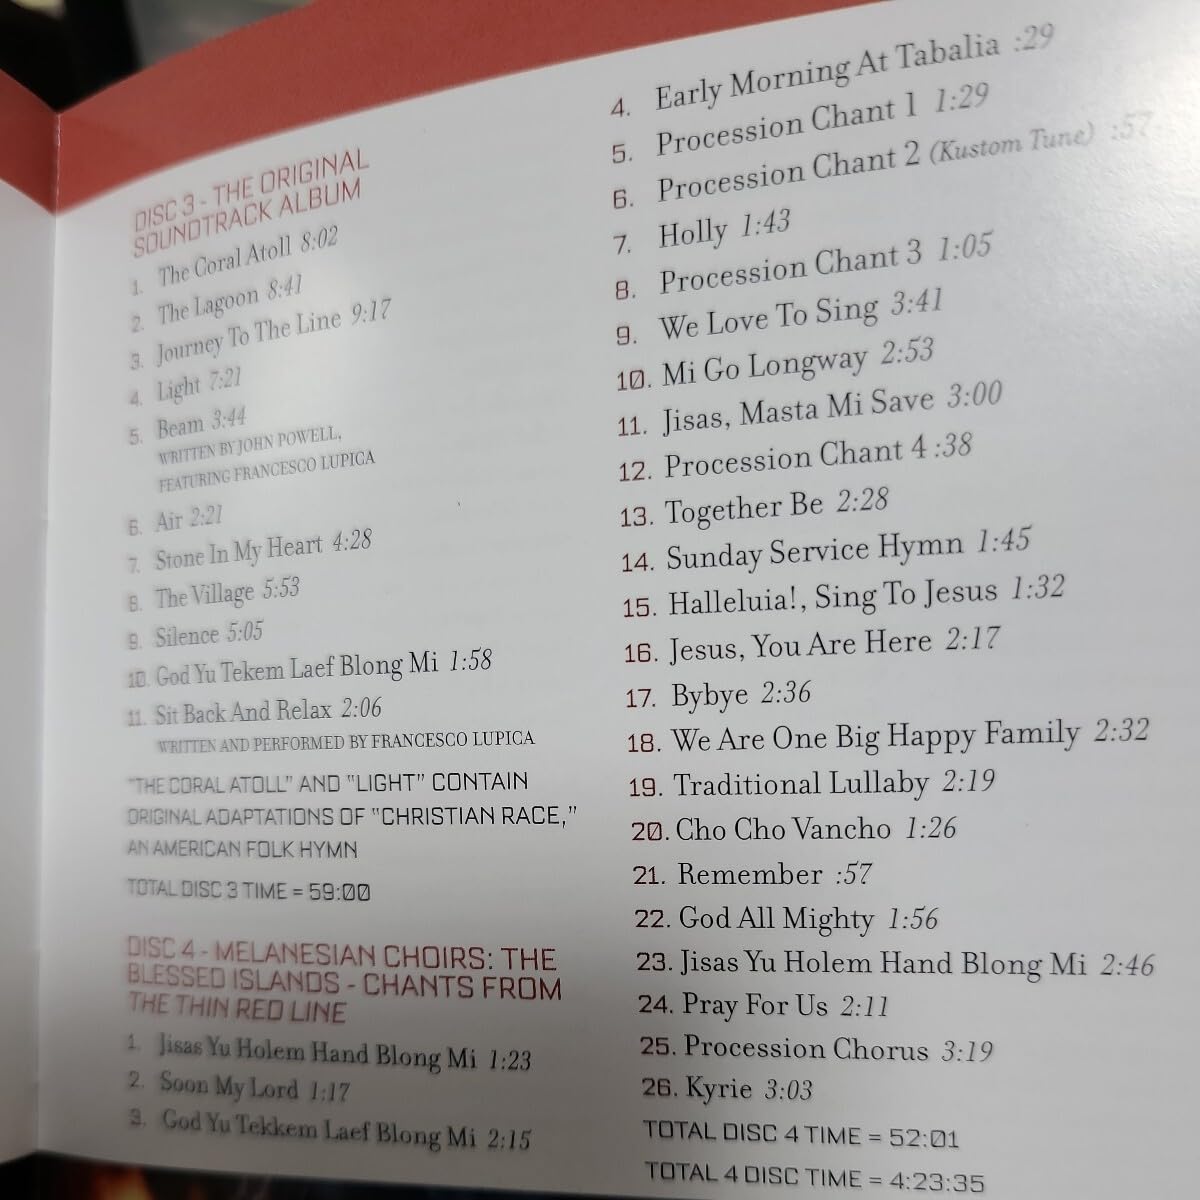 DISC 3 - THE ORIGINAL
SOUNDTRACK ALBUM
1. The Coral Atoll 8:02
2. The Lagoon 8:41
3. Journey To The Line 9:17
4. Light 7:21
5. Beam 3:44
WRITTEN BY JOHN POWELL,
FEATURING FRANCESCO LUPICA
6. Air 2:21
7. Stone In My Heart 4:28
8. The Village 5:53
9. Silence 5:05
10. God Yu Tekem Laef Blong Mi 1:58
11. Sit Back And Relax 2:06
WRITTEN AND PERFORMED BY FRANCESCO LUPICA
"THE CORAL ATOLL" AND "LIGHT" CONTAIN
ORIGINAL ADAPTATIONS OF "CHRISTIAN RACE,"
AN AMERICAN FOLK HYMN
TOTAL DISC 3 TIME = 59:00
DISC 4 - MELANESIAN CHOIRS: THE
BLESSED ISLANDS - CHANTS FROM
THE THIN RED LINE
1. Jisas Yu Holem Hand Blong Mi 1:23
2. Soon My Lord 1:17
3. God Yu Tekkem Laef Blong Mi 2:15
4. Early Morning At Tabalia :29
5. Procession Chant 1 1:29
6. Procession Chant 2 (Kustom Tune) :57
7. Holly 1:43
8. Procession Chant 3 1:05
9. We Love To Sing 3:41
10. Mi Go Longway 2:53
11. Jisas, Masta Mi Save 3:00
12. Procession Chant 4 :38
13. Together Be 2:28
14. Sunday Service Hymn 1:45
15. Halleluia!, Sing To Jesus 1:32
16. Jesus, You Are Here 2:17
17. Bybye 2:36
18. We Are One Big Happy Family 2:32
19. Traditional Lullaby 2:19
20. Cho Cho Vancho 1:26
21. Remember :57
22. God All Mighty 1:56
23. Jisas Yu Holem Hand Blong Mi 2:46
24. Pray For Us 2:11
25. Procession Chorus 3:19
26. Kyrie 3:03
TOTAL DISC 4 TIME = 52:01
TOTAL 4 DISC TIME = 4:23:35